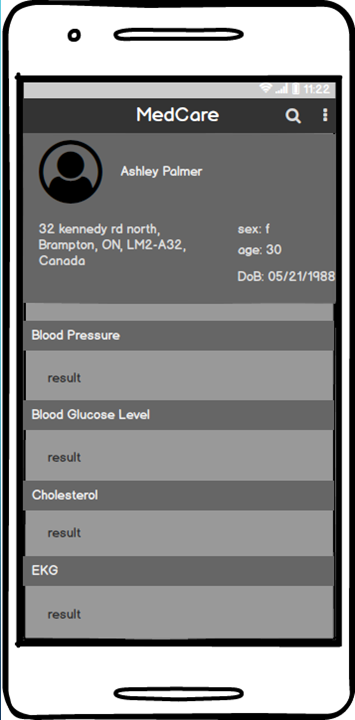 11:22
MedCare
Ashley Palmer
32 kennedy rd north,
Brampton, ON, LM2-A32,
Canada
sex: f
age: 30
DoB: 05/21/1988
Blood Pressure
result
Blood Glucose Level
result
Cholesterol
result
EKG
result